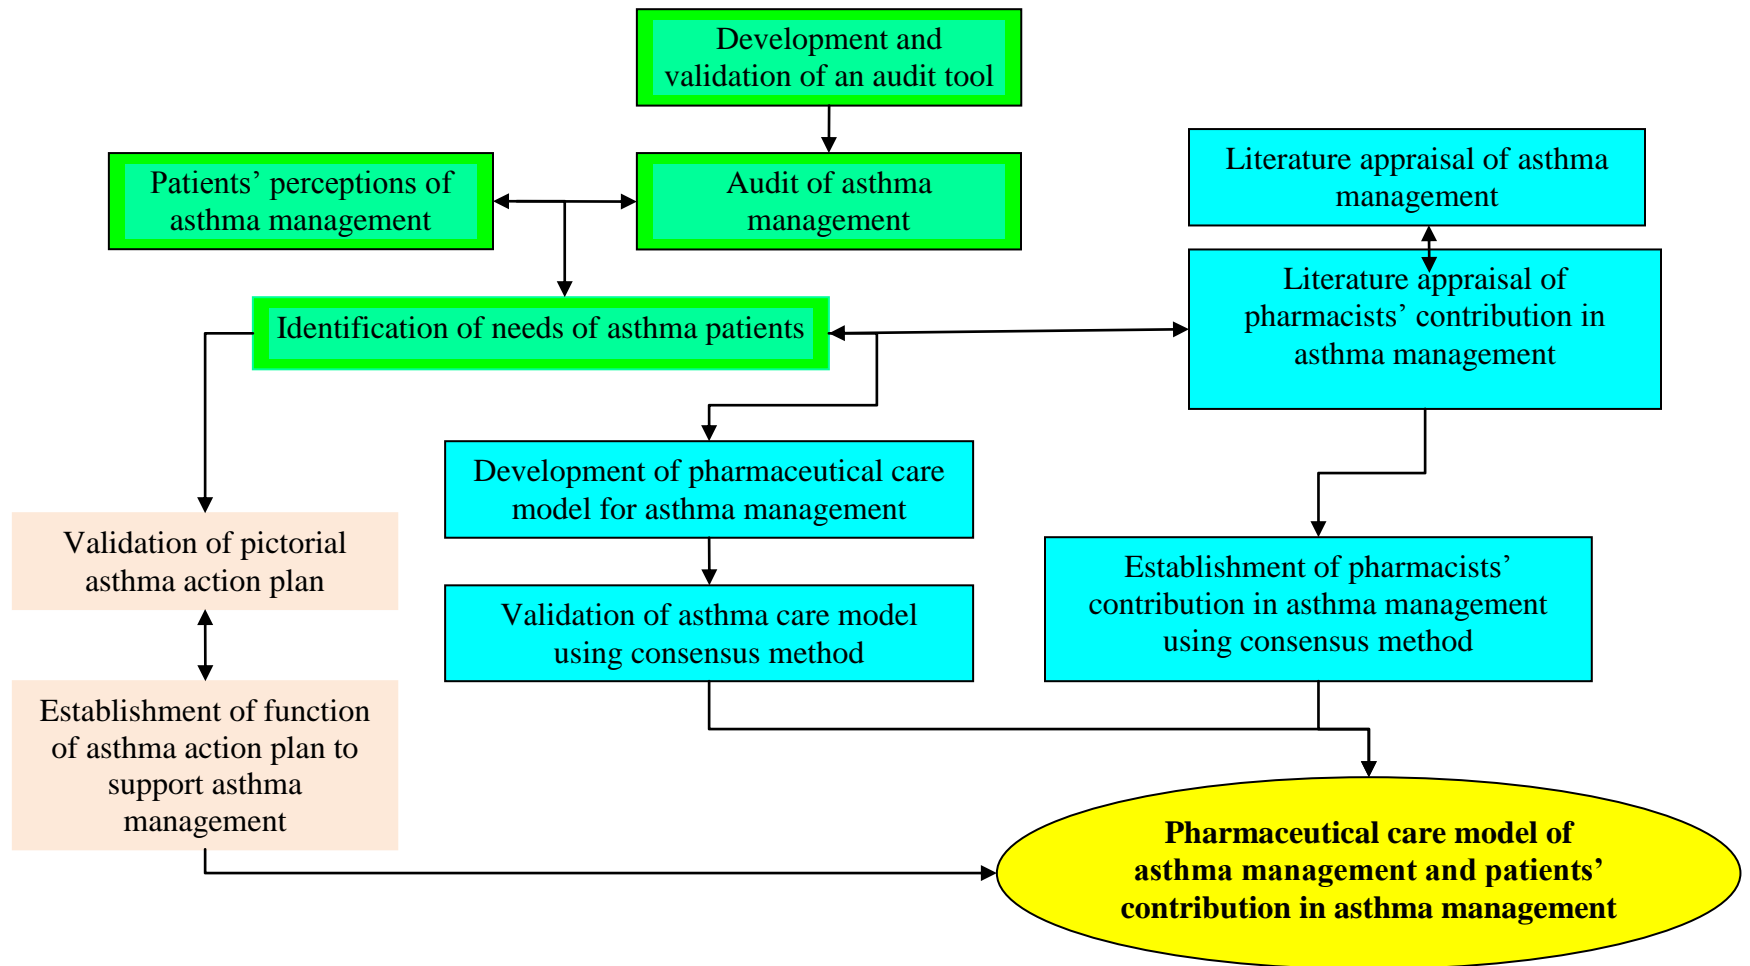 Development and
validation of an audit tool
Patients’ perceptions of
asthma management
Audit of asthma
management
Literature appraisal of asthma
management
Literature appraisal of
pharmacists’ contribution in
asthma management
Identification of needs of asthma patients
Development of pharmaceutical care
model for asthma management
Validation of pictorial
asthma action plan
Establishment of pharmacists’
contribution in asthma management
using consensus method
Validation of asthma care model
using consensus method
Establishment of function
of asthma action plan to
support asthma
management
Pharmaceutical care model of
asthma management and patients’
contribution in asthma management